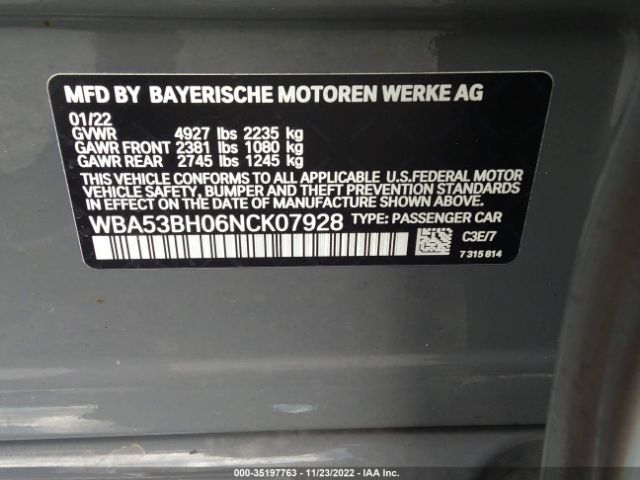 MFD BY BAYERISCHE MOTOREN WERKE AG
01/22
GVWR 4927 lbs 2235 kg
GAWR FRONT 2381 lbs 1080 kg
GAWR REAR 2745 lbs 1245 kg
THIS VEHICLE CONFORMS TO ALL APPLICABLE U.S.FEDERAL MOTOR
VEHICLE SAFETY, BUMPER AND THEFT PREVENTION STANDARDS IN
EFFECT ON THE DATE OF MANUFACTURE SHOWN ABOVE.
WBA53BH06NCK07928 TYPE: PASSENGER CAR
C3E/7
7 315 814
000-35197763 - 11/23/2022 - IAA Inc.